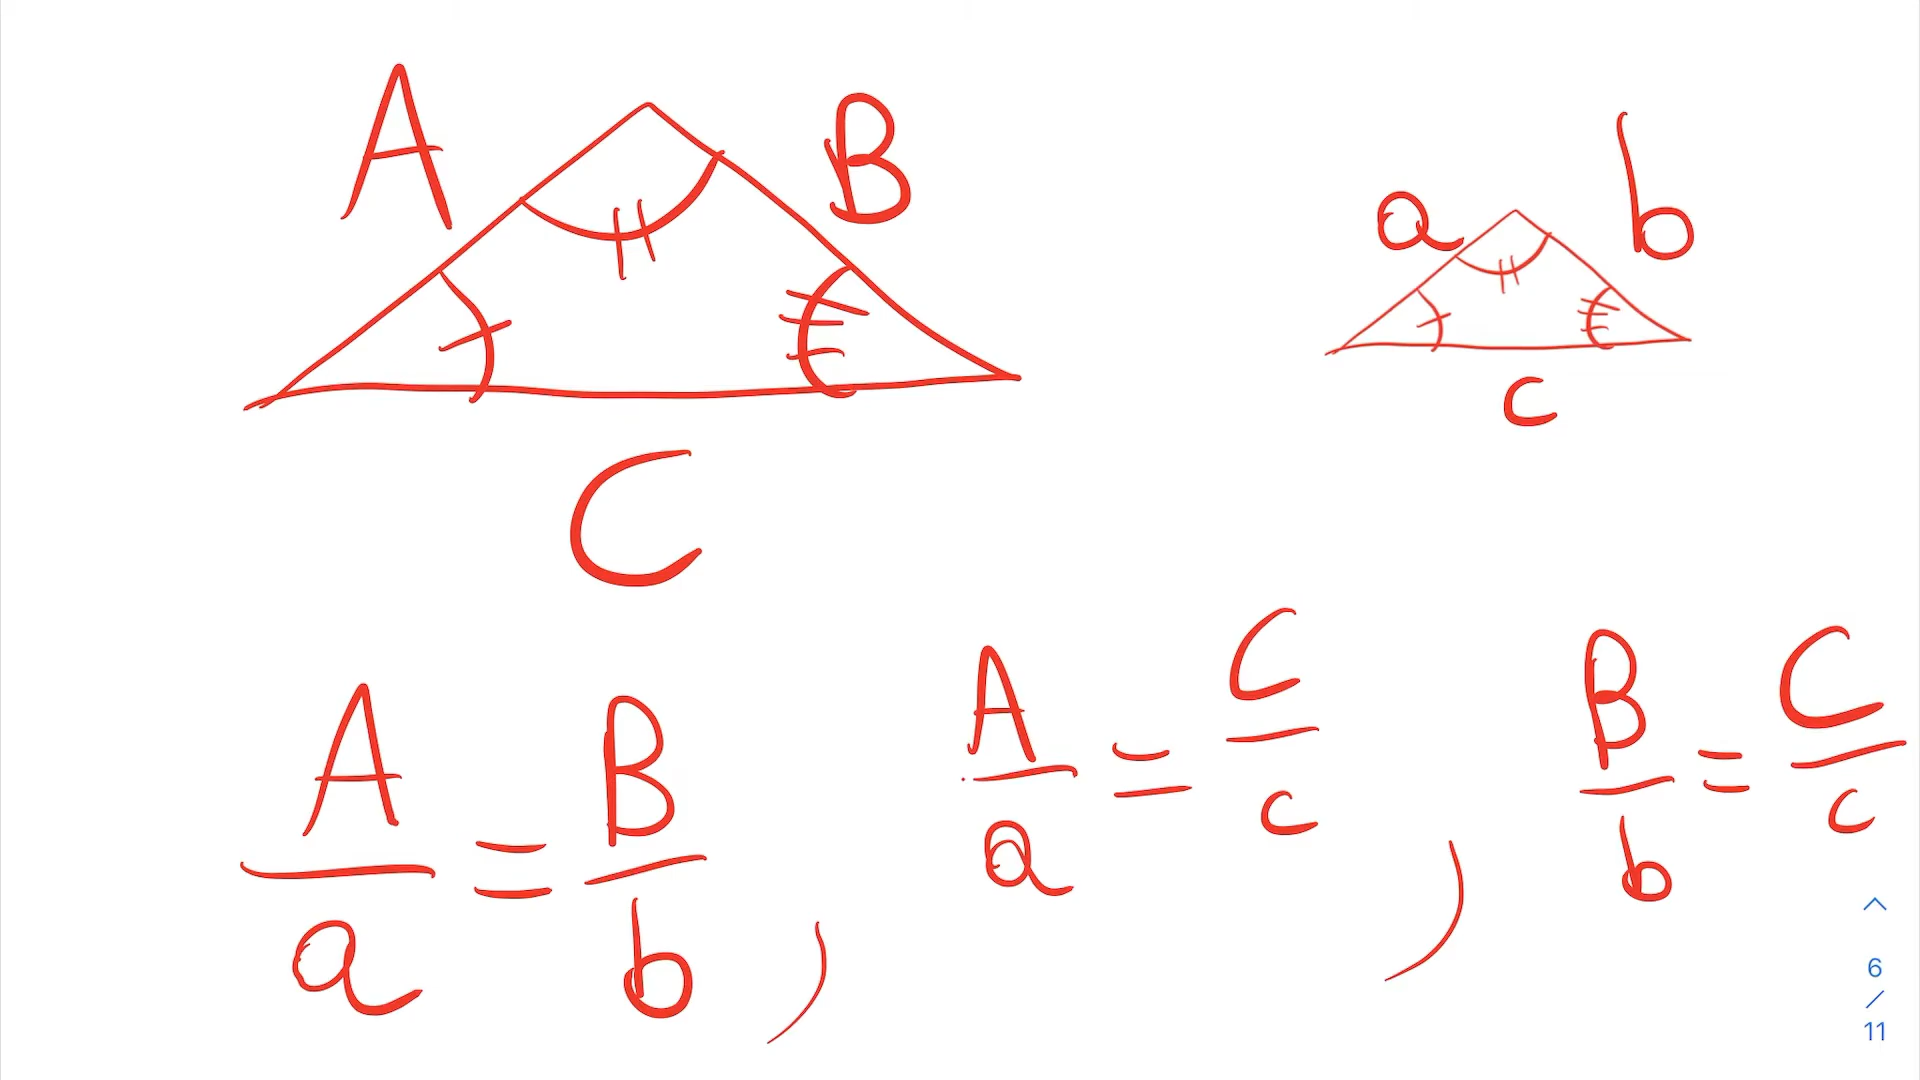 A
B
C
a
b
c
A/a = B/b ,
A/a = C/c ,
B/b = C/c
6
/
11